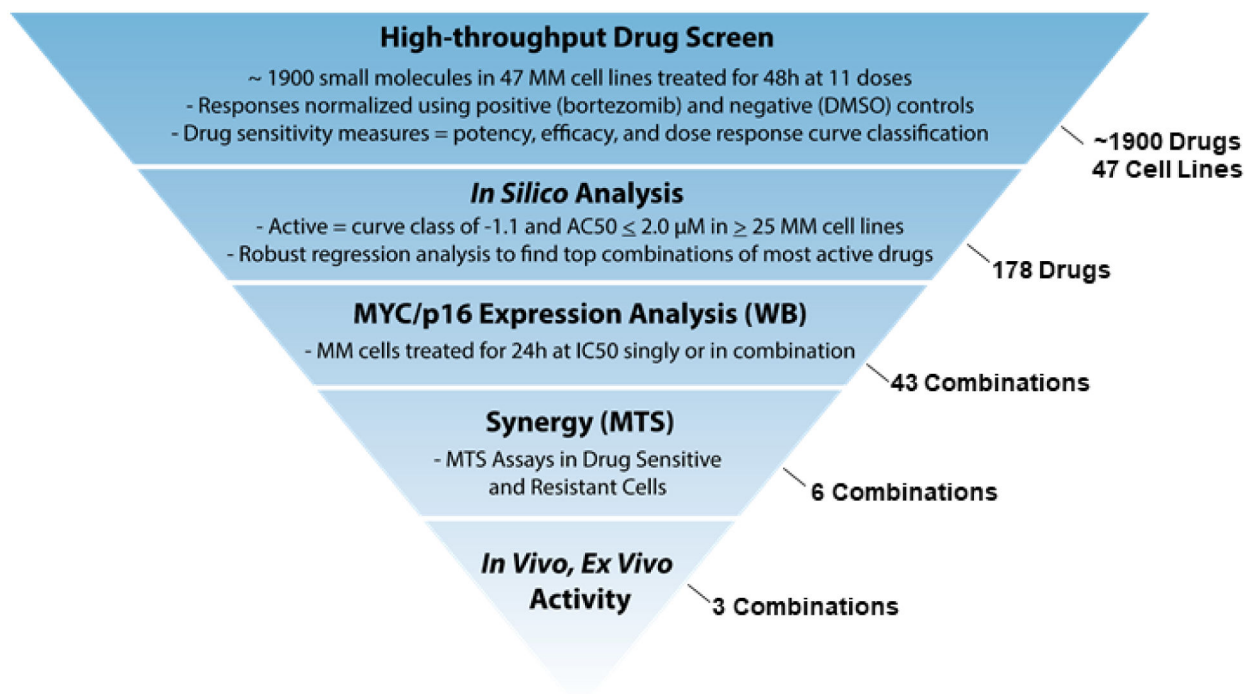 High-throughput Drug Screen
~ 1900 small molecules in 47 MM cell lines treated for 48h at 11 doses
- Responses normalized using positive (bortezomib) and negative (DMSO) controls
- Drug sensitivity measures = potency, efficacy, and dose response curve classification
~1900 Drugs
47 Cell Lines
In Silico Analysis
- Active = curve class of -1.1 and AC50 ≤ 2.0 µM in ≥ 25 MM cell lines
- Robust regression analysis to find top combinations of most active drugs
178 Drugs
MYC/p16 Expression Analysis (WB)
- MM cells treated for 24h at IC50 singly or in combination
43 Combinations
Synergy (MTS)
- MTS Assays in Drug Sensitive
and Resistant Cells
6 Combinations
In Vivo, Ex Vivo
Activity
3 Combinations